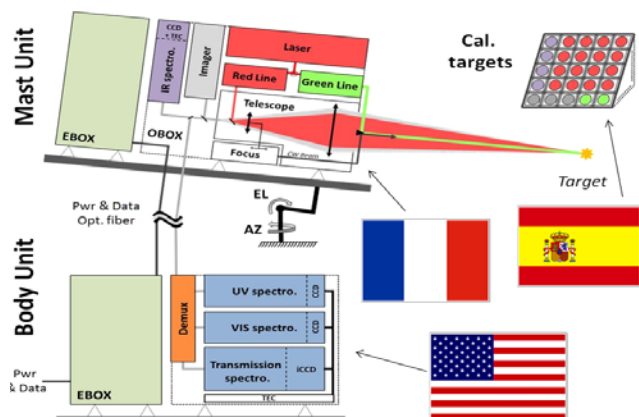 Mast Unit
CCD
+ TEC
IR spectro.
Imager
Laser
Red Line
Green Line
Telescope
EBOX
OBOX
Focus
CW Beam
Cal.
targets
Target
Pwr & Data
Opt. fiber
EL
AZ
Body Unit
Demux
UV spectro.
CCD
VIS spectro.
CCD
Transmission
spectro.
iCCD
TEC
EBOX
Pwr
& Data